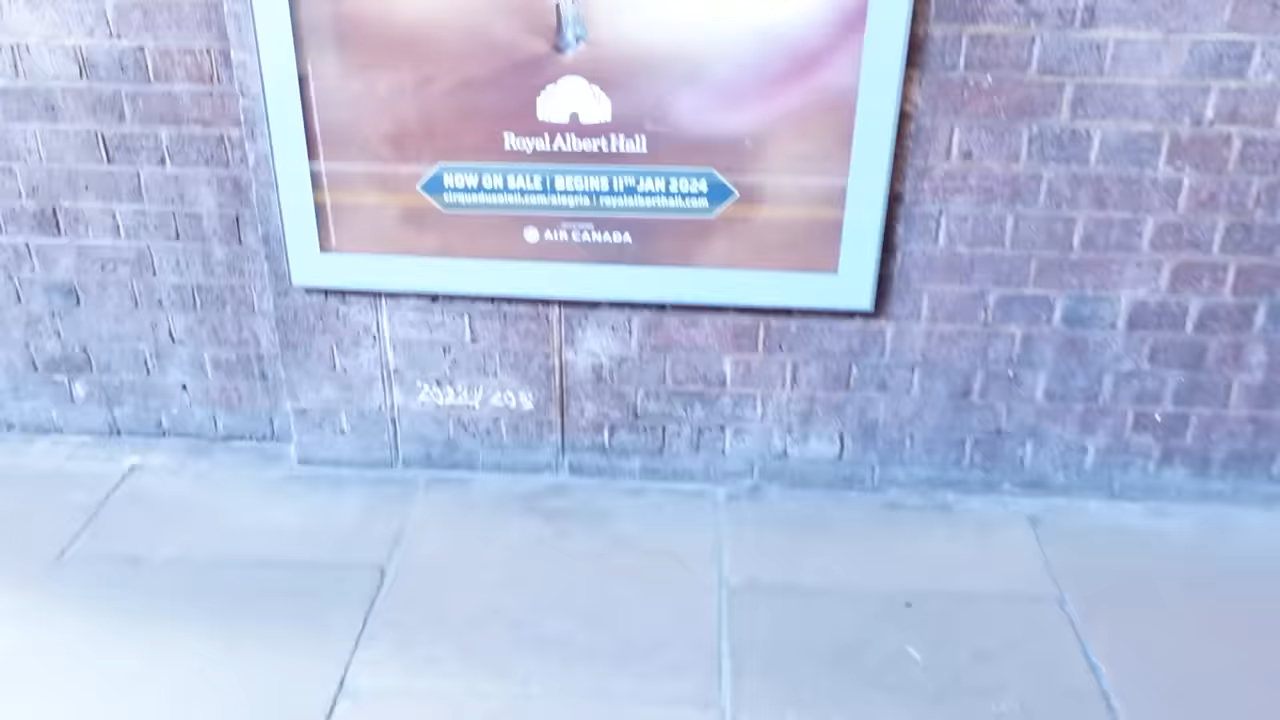 Royal Albert Hall
NOW ON SALE | BEGINS 11TH JAN 2024
cirquedusoleil.com/alegria | royalalberthall.com
AIR CANADA